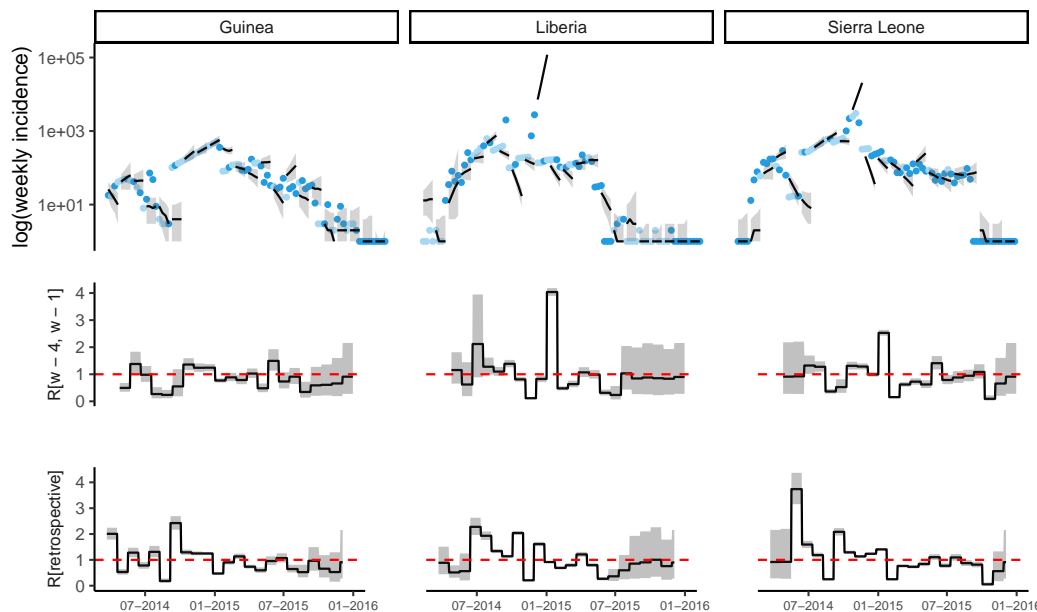 Guinea Liberia Sierra Leone
log(weekly incidence)
1e+05
1e+03
1e+01
R[w − 4, w − 1]
4
3
2
1
0
R[retrospective]
4
3
2
1
0
07−2014 01−2015 07−2015 01−2016 07−2014 01−2015 07−2015 01−2016 07−2014 01−2015 07−2015 01−2016